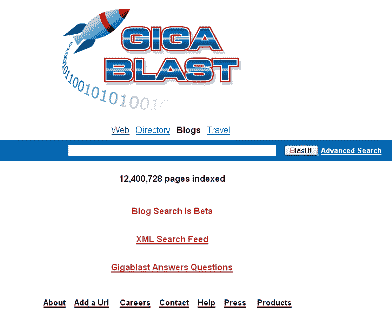 GIGA
BLAST
011001010100101
Web Directory Blogs Travel
Blast It! Advanced Search
12,400,728 pages indexed
Blog Search is Beta
XML Search Feed
Gigablast Answers Questions
About Add a Url Careers Contact Help Press Products